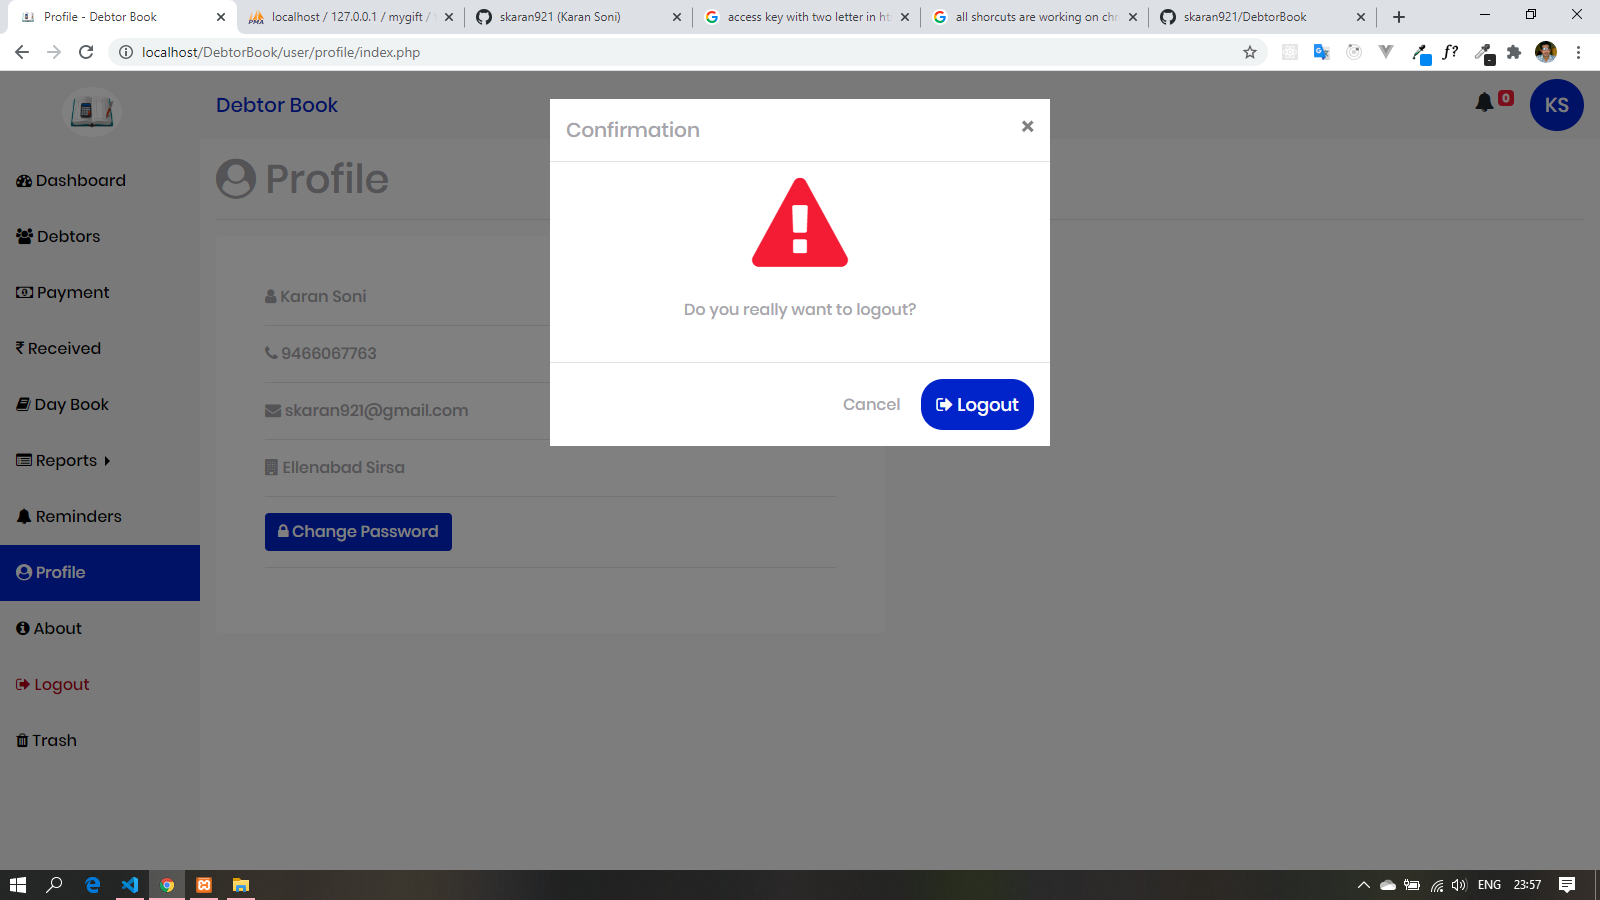 Profile - Debtor Book
localhost / 127.0.0.1 / mygift /
skaran921 (Karan Soni)
access key with two letter in ht
all shorcuts are working on chr
skaran921/DebtorBook
localhost/DebtorBook/user/profile/index.php
f?
Debtor Book
0
KS
Dashboard
Debtors
Payment
Received
Day Book
Reports
Reminders
Profile
About
Logout
Trash
Profile
Karan Soni
9466067763
skaran921@gmail.com
Ellenabad Sirsa
Change Password
Confirmation
×
Do you really want to logout?
Cancel
Logout
ENG
23:57